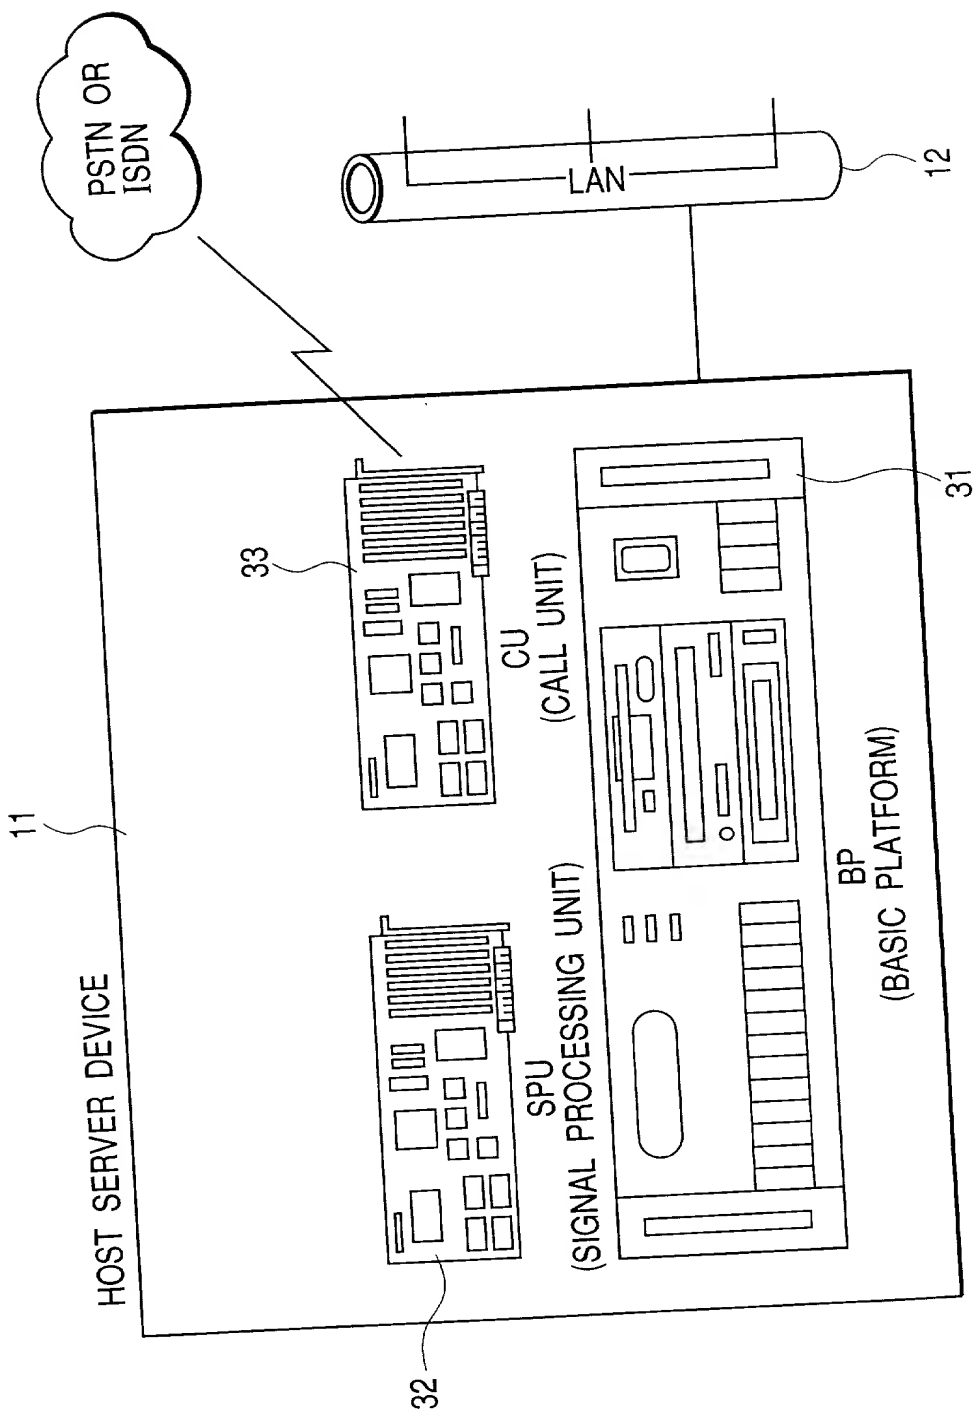 HOST SERVER DEVICE
11
PSTN OR
ISDN
33
32
SPU
(SIGNAL PROCESSING UNIT)
CU
(CALL UNIT)
LAN
BP
(BASIC PLATFORM)
31
12